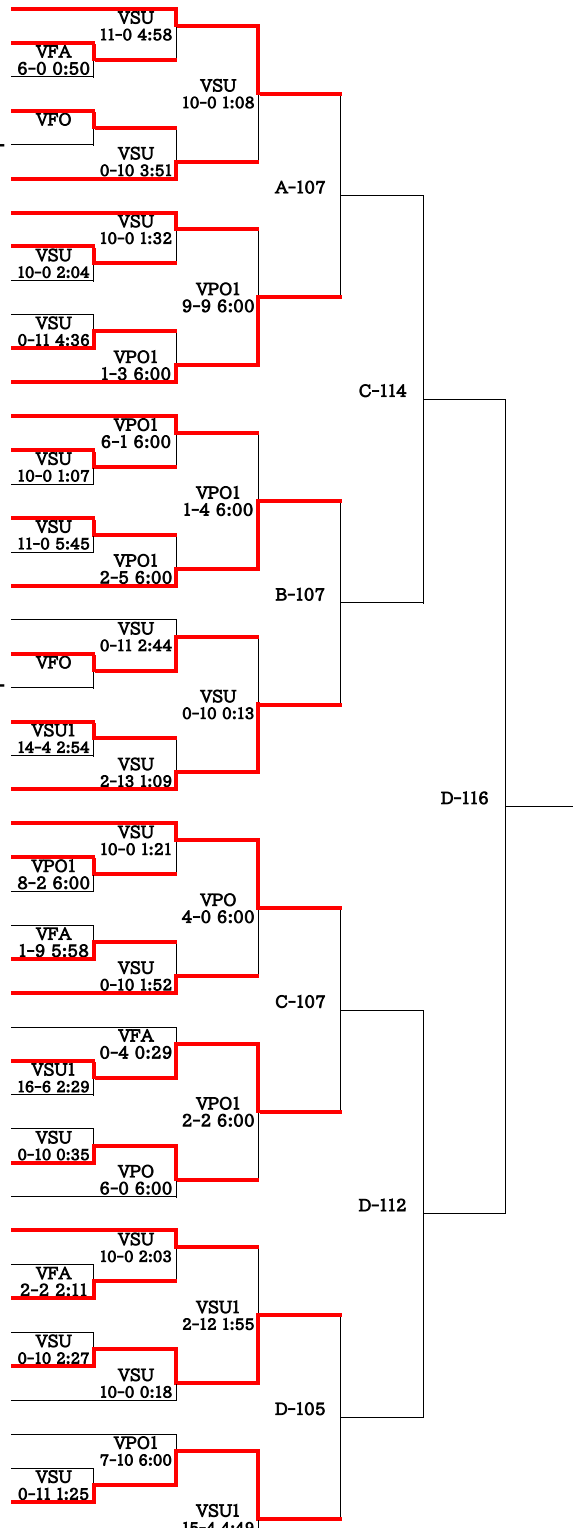 VSU
11-0 4:58
VFA
6-0 0:50
VSU
10-0 1:08
VFO
VSU
0-10 3:51
A-107
VSU
10-0 1:32
VSU
10-0 2:04
VPO1
9-9 6:00
VSU
0-11 4:36
VPO1
1-3 6:00
C-114
VPO1
6-1 6:00
VSU
10-0 1:07
VPO1
1-4 6:00
VSU
11-0 5:45
VPO1
2-5 6:00
B-107
VSU
0-11 2:44
VFO
VSU
0-10 0:13
VSU1
14-4 2:54
VSU
2-13 1:09
D-116
VSU
10-0 1:21
VPO1
8-2 6:00
VPO
4-0 6:00
VFA
1-9 5:58
VSU
0-10 1:52
C-107
VFA
0-4 0:29
VSU1
16-6 2:29
VPO1
2-2 6:00
VSU
0-10 0:35
VPO
6-0 6:00
D-112
VSU
10-0 2:03
VFA
2-2 2:11
VSU1
2-12 1:55
VSU
0-10 2:27
VSU
10-0 0:18
D-105
VPO1
7-10 6:00
VSU
0-11 1:25
VSU1
15-4 4:49